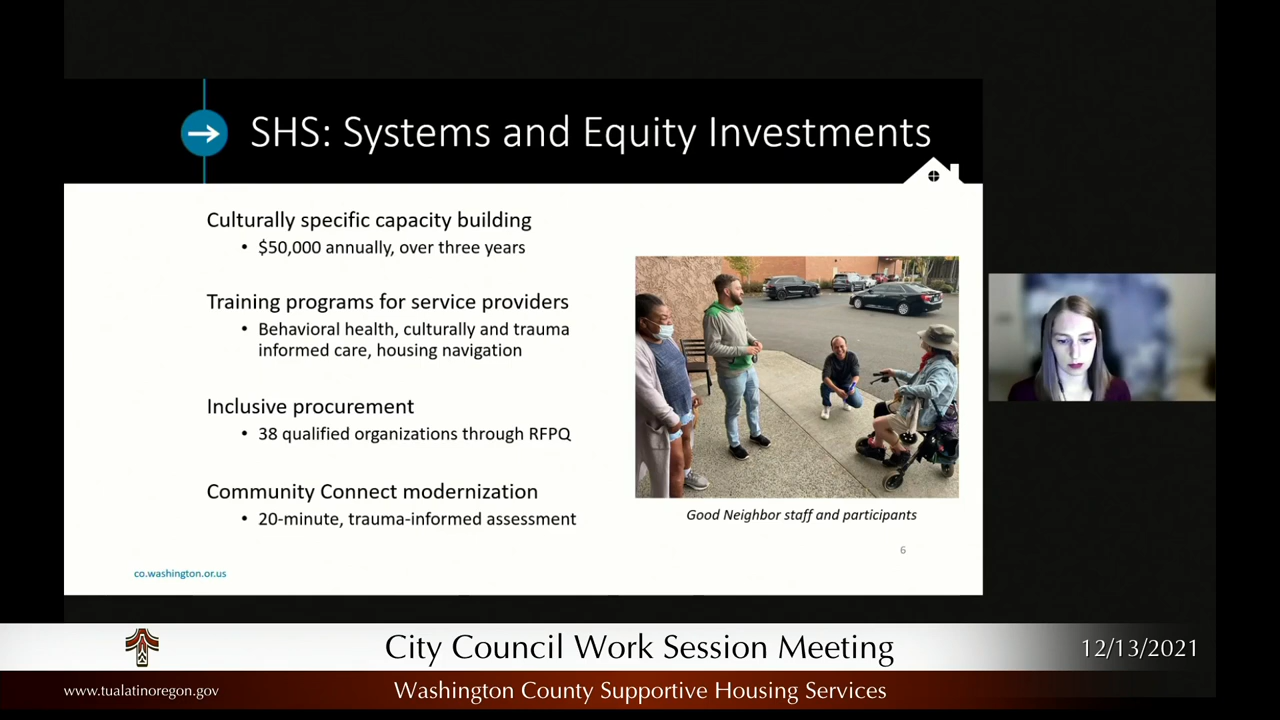 SHS: Systems and Equity Investments
Culturally specific capacity building
• $50,000 annually, over three years
Training programs for service providers
• Behavioral health, culturally and trauma
informed care, housing navigation
Inclusive procurement
• 38 qualified organizations through RFPQ
Community Connect modernization
• 20-minute, trauma-informed assessment
Good Neighbor staff and participants
6
co.washington.or.us
City Council Work Session Meeting
12/13/2021
www.tualatinoregon.gov
Washington County Supportive Housing Services